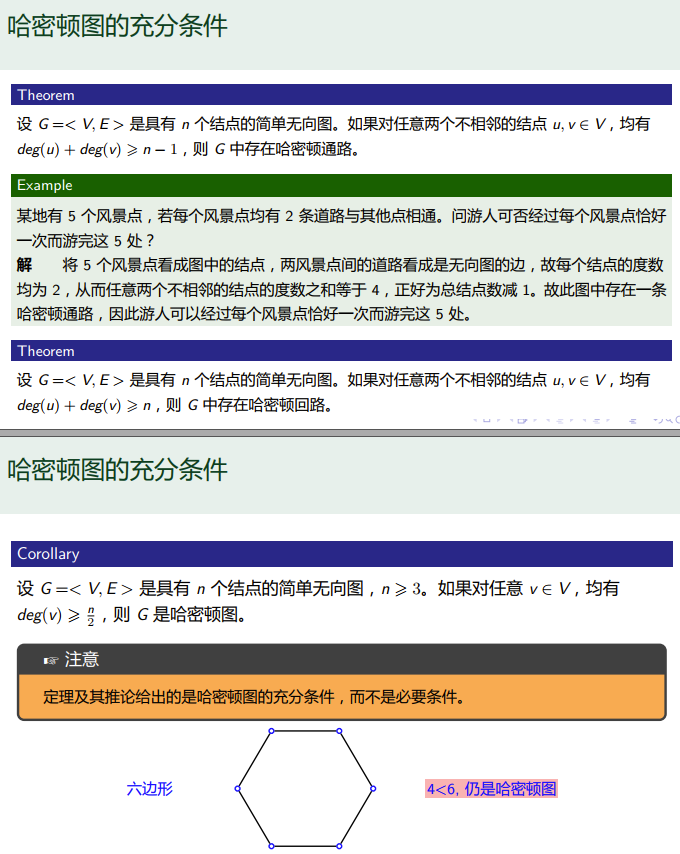 哈密顿图的充分条件
Theorem
设 G =< V, E > 是具有 n 个结点的简单无向图。如果对任意两个不相邻的结点 u, v ∈ V，均有
deg(u) + deg(v) ⩾ n − 1，则 G 中存在哈密顿通路。
Example
某地有 5 个风景点，若每个风景点均有 2 条道路与其他点相通。问游人可否经过每个风景点恰好
一次而游完这 5 处？
解 将 5 个风景点看成图中的结点，两风景点间的道路看成是无向图的边，故每个结点的度数
均为 2，从而任意两个不相邻的结点的度数之和等于 4，正好为总结点数减 1。故此图中存在一条
哈密顿通路，因此游人可以经过每个风景点恰好一次而游完这 5 处。
Theorem
设 G =< V, E > 是具有 n 个结点的简单无向图。如果对任意两个不相邻的结点 u, v ∈ V，均有
deg(u) + deg(v) ⩾ n，则 G 中存在哈密顿回路。
哈密顿图的充分条件
Corollary
设 G =< V, E > 是具有 n 个结点的简单无向图，n ⩾ 3。如果对任意 v ∈ V，均有
deg(v) ⩾ n/2，则 G 是哈密顿图。
☞ 注意
定理及其推论给出的是哈密顿图的充分条件，而不是必要条件。
六边形
4<6, 仍是哈密顿图